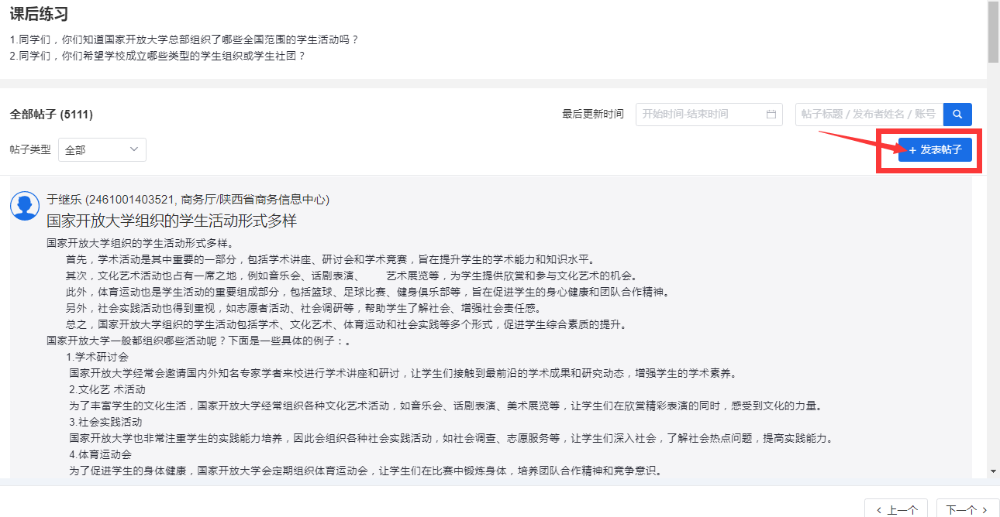 课后练习
1.同学们，你们知道国家开放大学总部组织了哪些全国范围的学生活动吗？
2.同学们，你们希望学校成立哪些类型的学生组织或学生社团？
全部帖子 (5111)
最后更新时间
开始时间-结束时间
帖子标题 / 发布者姓名 / 账号
帖子类型
全部
+ 发表帖子
于继乐 (2461001403521, 商务厅/陕西省商务信息中心)
国家开放大学组织的学生活动形式多样
国家开放大学组织的学生活动形式多样。
首先，学术活动是其中重要的一部分，包括学术讲座、研讨会和学术竞赛，旨在提升学生的学术能力和知识水平。
其次，文化艺术活动也占有一席之地，例如音乐会、话剧表演、 艺术展览等，为学生提供欣赏和参与文化艺术的机会。
此外，体育运动也是学生活动的重要组成部分，包括篮球、足球比赛、健身俱乐部等，旨在促进学生的身心健康和团队合作精神。
另外，社会实践活动也得到重视，如志愿者活动、社会调研等，帮助学生了解社会、增强社会责任感。
总之，国家开放大学组织的学生活动包括学术、文化艺术、体育运动和社会实践等多个形式，促进学生综合素质的提升。
国家开放大学一般都组织哪些活动呢？下面是一些具体的例子：。
1.学术研讨会
国家开放大学经常会邀请国内外知名专家学者来校进行学术讲座和研讨，让学生们接触到最前沿的学术成果和研究动态，增强学生的学术素养。
2.文化艺 术活动
为了丰富学生的文化生活，国家开放大学经常组织各种文化艺术活动，如音乐会、话剧表演、美术展览等，让学生们在欣赏精彩表演的同时，感受到文化的力量。
3.社会实践活动
国家开放大学也非常注重学生的实践能力培养，因此会组织各种社会实践活动，如社会调查、志愿服务等，让学生们深入社会，了解社会热点问题，提高实践能力。
4.体育运动会
为了促进学生的身体健康，国家开放大学会定期组织体育运动会，让学生们在比赛中锻炼身体，培养团队合作精神和竞争意识。
上一个
下一个